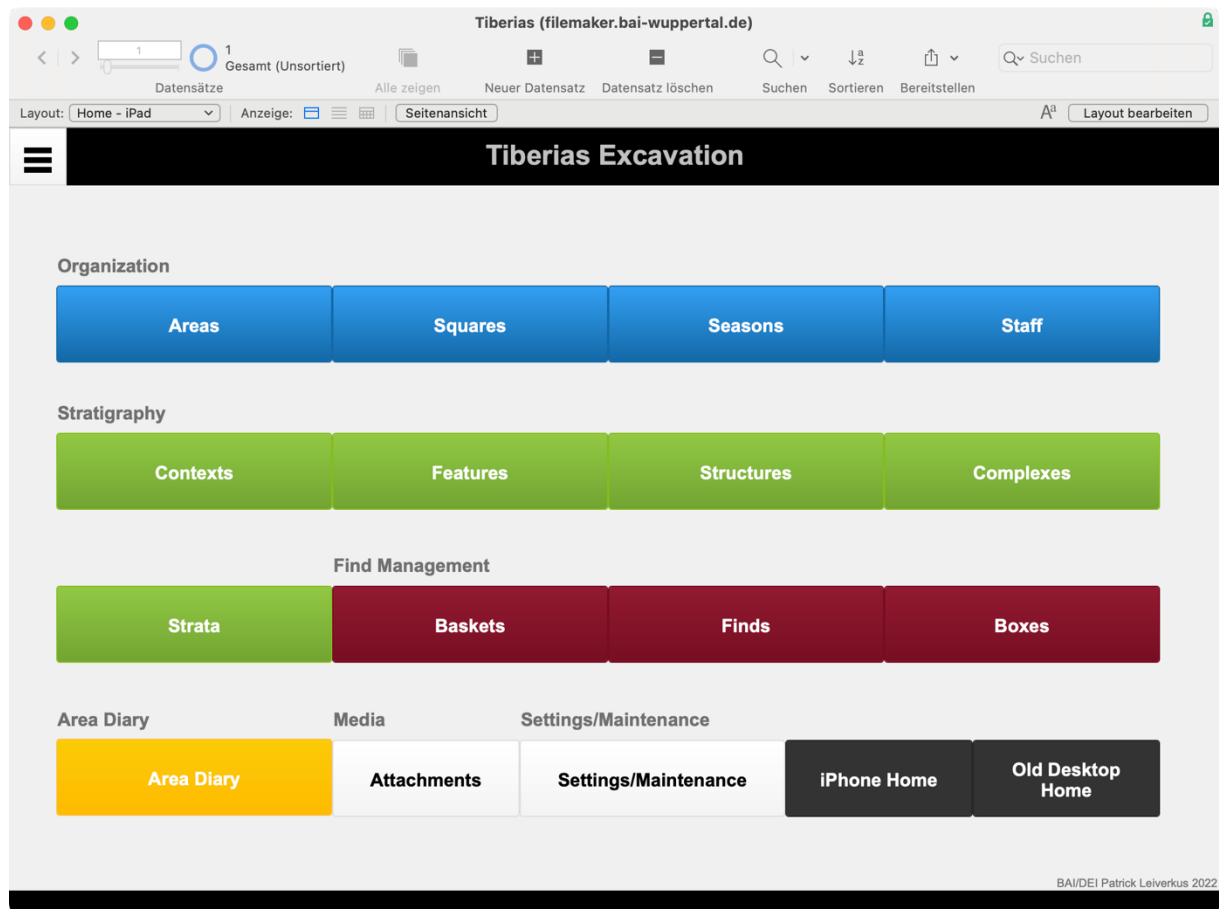 Tiberias (filemaker.bai-wuppertal.de)
1
1
Gesamt (Unsortiert)
Suchen
Datensätze
Alle zeigen
Neuer Datensatz
Datensatz löschen
Suchen
Sortieren
Bereitstellen
Layout: Home - iPad Anzeige: Seitenansicht Layout bearbeiten
Tiberias Excavation
Organization
Areas Squares Seasons Staff
Stratigraphy
Contexts Features Structures Complexes
Find Management
Strata Baskets Finds Boxes
Area Diary Media Settings/Maintenance
Area Diary Attachments Settings/Maintenance iPhone Home Old Desktop
Home
BAI/DEI Patrick Leiverkus 2022